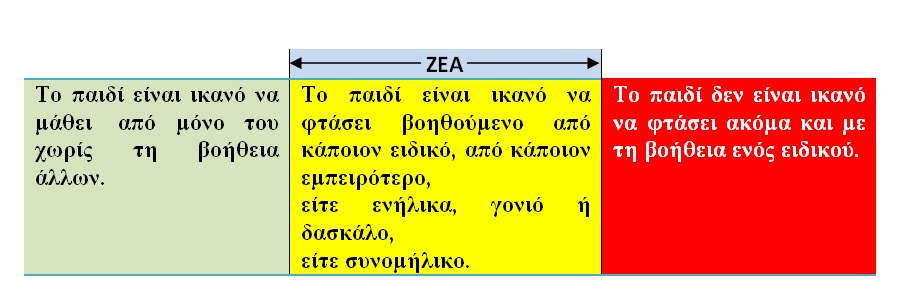 ΖΕΑ
Το παιδί είναι ικανό να
μάθει από μόνο του
χωρίς τη βοήθεια
άλλων.
Το παιδί είναι ικανό να
φτάσει βοηθούμενο από
κάποιον ειδικό, από κάποιον
εμπειρότερο,
είτε ενήλικα, γονιό ή
δασκάλο,
είτε συνομήλικο.
Το παιδί δεν είναι ικανό
να φτάσει ακόμα και με
τη βοήθεια ενός ειδικού.